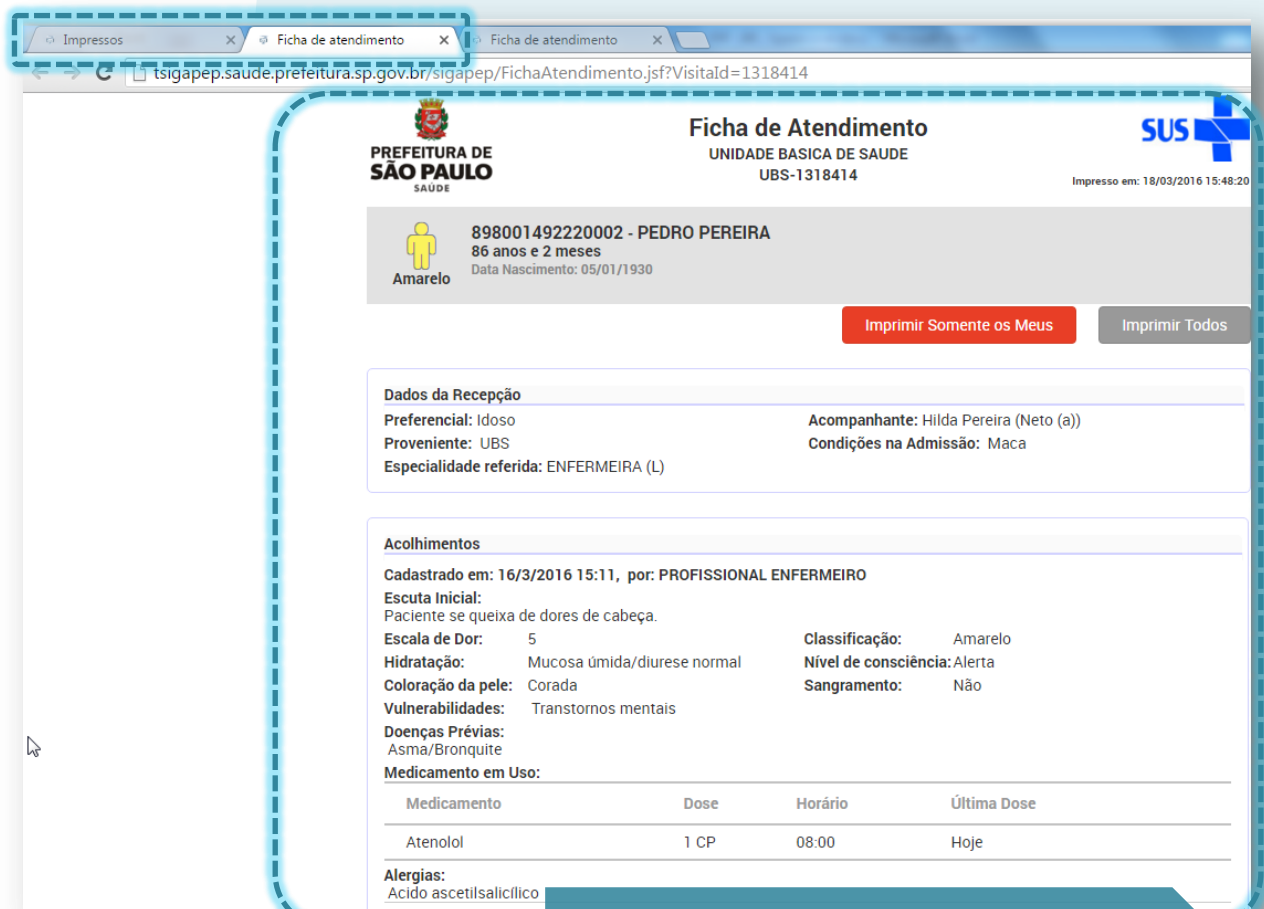 Impressos
Ficha de atendimento
Ficha de atendimento
tsigapep.saude.prefeitura.sp.gov.br/sigapep/FichaAtendimento.jsf?VisitaId=1318414
PREFEITURA DE
SÃO PAULO
SAÚDE
Ficha de Atendimento
UNIDADE BASICA DE SAUDE
UBS-1318414
SUS
Impresso em: 18/03/2016 15:48:20
898001492220002 - PEDRO PEREIRA
86 anos e 2 meses
Data Nascimento: 05/01/1930
Amarelo
Imprimir Somente os Meus
Imprimir Todos
Dados da Recepção
Preferencial: Idoso Acompanhante: Hilda Pereira (Neto (a))
Proveniente: UBS Condições na Admissão: Maca
Especialidade referida: ENFERMEIRA (L)
Acolhimentos
Cadastrado em: 16/3/2016 15:11, por: PROFISSIONAL ENFERMEIRO
Escuta Inicial:
Paciente se queixa de dores de cabeça.
Escala de Dor: 5 Classificação: Amarelo
Hidratação: Mucosa úmida/diurese normal Nível de consciência: Alerta
Coloração da pele: Corada Sangramento: Não
Vulnerabilidades: Transtornos mentais
Doenças Prévias:
Asma/Bronquite
Medicamento em Uso:
Medicamento Dose Horário Última Dose
Atenolol 1 CP 08:00 Hoje
Alergias:
Acido ascetilsalicílico